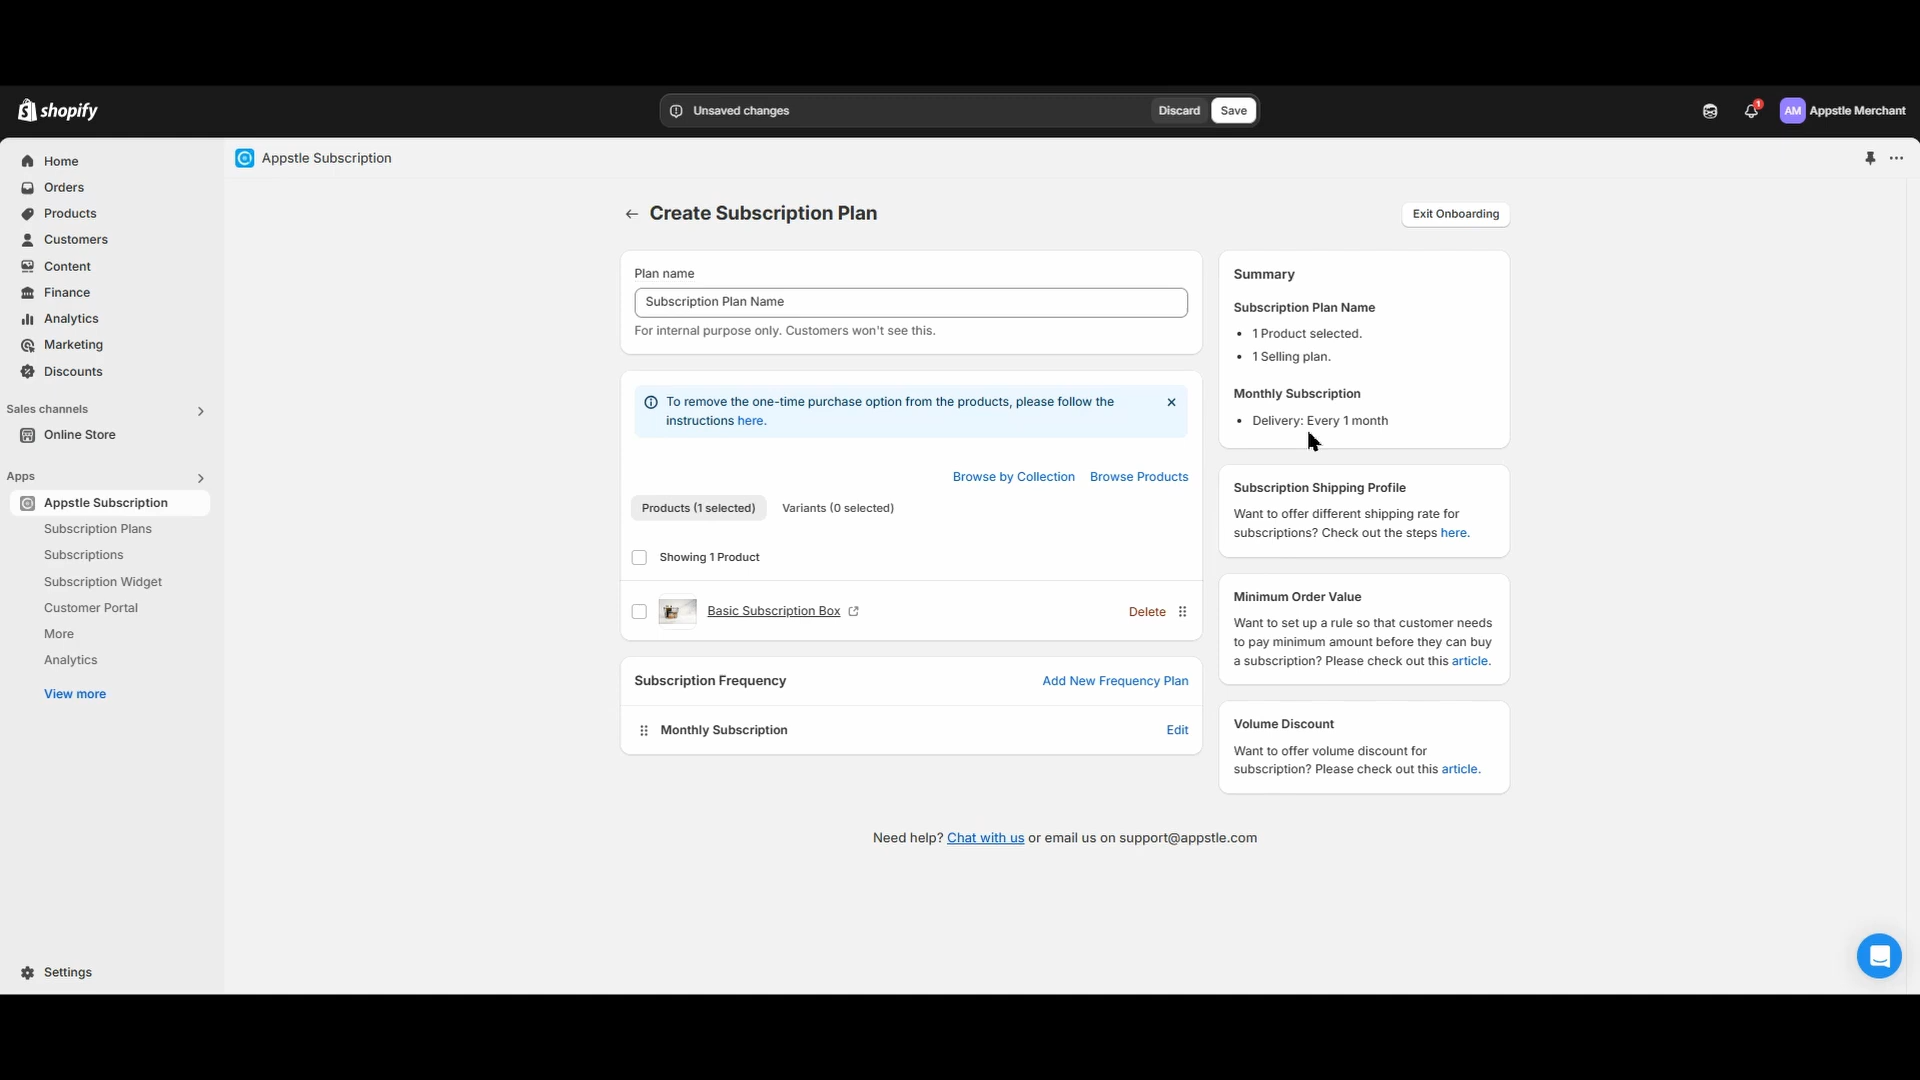 shopify
Unsaved changes
Discard
Save
1
AM
Appstle Merchant
Home
Orders
Products
Customers
Content
Finance
Analytics
Marketing
Discounts
Sales channels
Online Store
Apps
Appstle Subscription
Subscription Plans
Subscriptions
Subscription Widget
Customer Portal
More
Analytics
View more
Settings
Appstle Subscription
Create Subscription Plan
Exit Onboarding
Plan name
Subscription Plan Name
For internal purpose only. Customers won't see this.
To remove the one-time purchase option from the products, please follow the
instructions here.
Browse by Collection
Browse Products
Products (1 selected)
Variants (0 selected)
Showing 1 Product
Basic Subscription Box
Delete
Subscription Frequency
Add New Frequency Plan
Monthly Subscription
Edit
Summary
Subscription Plan Name
• 1 Product selected.
• 1 Selling plan.
Monthly Subscription
• Delivery: Every 1 month
Subscription Shipping Profile
Want to offer different shipping rate for
subscriptions? Check out the steps here.
Minimum Order Value
Want to set up a rule so that customer needs
to pay minimum amount before they can buy
a subscription? Please check out this article.
Volume Discount
Want to offer volume discount for
subscription? Please check out this article.
Need help? Chat with us or email us on support@appstle.com